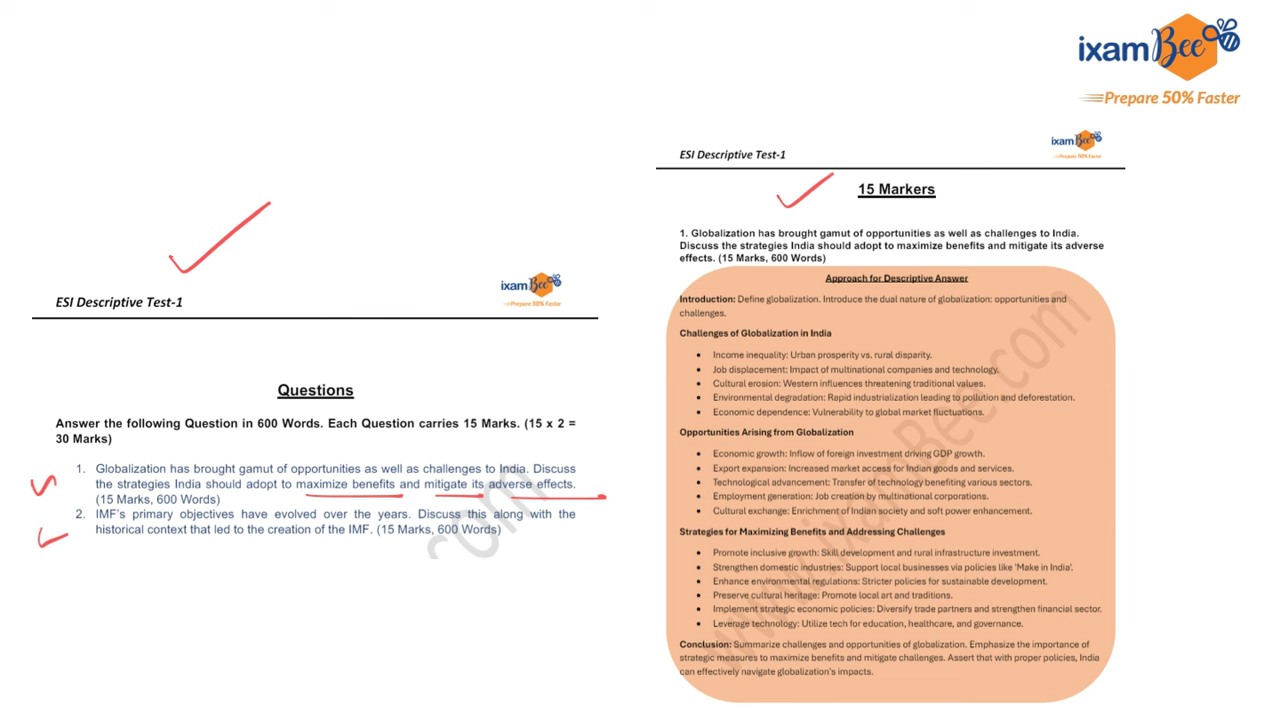 ixamBee
Prepare 50% Faster
ESI Descriptive Test-1
ixamBee
Prepare 50% Faster
Questions
Answer the following Question in 600 Words. Each Question carries 15 Marks. (15 x 2 =
30 Marks)
1. Globalization has brought gamut of opportunities as well as challenges to India. Discuss
the strategies India should adopt to maximize benefits and mitigate its adverse effects.
(15 Marks, 600 Words)
2. IMF's primary objectives have evolved over the years. Discuss this along with the
historical context that led to the creation of the IMF. (15 Marks, 600 Words)
.com
ESI Descriptive Test-1
ixamBee
Prepare 50% Faster
15 Markers
1. Globalization has brought gamut of opportunities as well as challenges to India.
Discuss the strategies India should adopt to maximize benefits and mitigate its adverse
effects. (15 Marks, 600 Words)
Approach for Descriptive Answer
Introduction: Define globalization. Introduce the dual nature of globalization: opportunities and
challenges.
Challenges of Globalization in India
• Income inequality: Urban prosperity vs. rural disparity.
• Job displacement: Impact of multinational companies and technology.
• Cultural erosion: Western influences threatening traditional values.
• Environmental degradation: Rapid industrialization leading to pollution and deforestation.
• Economic dependence: Vulnerability to global market fluctuations.
Opportunities Arising from Globalization
• Economic growth: Inflow of foreign investment driving GDP growth.
• Export expansion: Increased market access for Indian goods and services.
• Technological advancement: Transfer of technology benefiting various sectors.
• Employment generation: Job creation by multinational corporations.
• Cultural exchange: Enrichment of Indian society and soft power enhancement.
Strategies for Maximizing Benefits and Addressing Challenges
• Promote inclusive growth: Skill development and rural infrastructure investment.
• Strengthen domestic industries: Support local businesses via policies like 'Make in India'.
• Enhance environmental regulations: Stricter policies for sustainable development.
• Preserve cultural heritage: Promote local art and traditions.
• Implement strategic economic policies: Diversify trade partners and strengthen financial sector.
• Leverage technology: Utilize tech for education, healthcare, and governance.
Conclusion: Summarize challenges and opportunities of globalization. Emphasize the importance of
strategic measures to maximize benefits and mitigate challenges. Assert that with proper policies, India
can effectively navigate globalization's impacts.
www.ixamBee.com